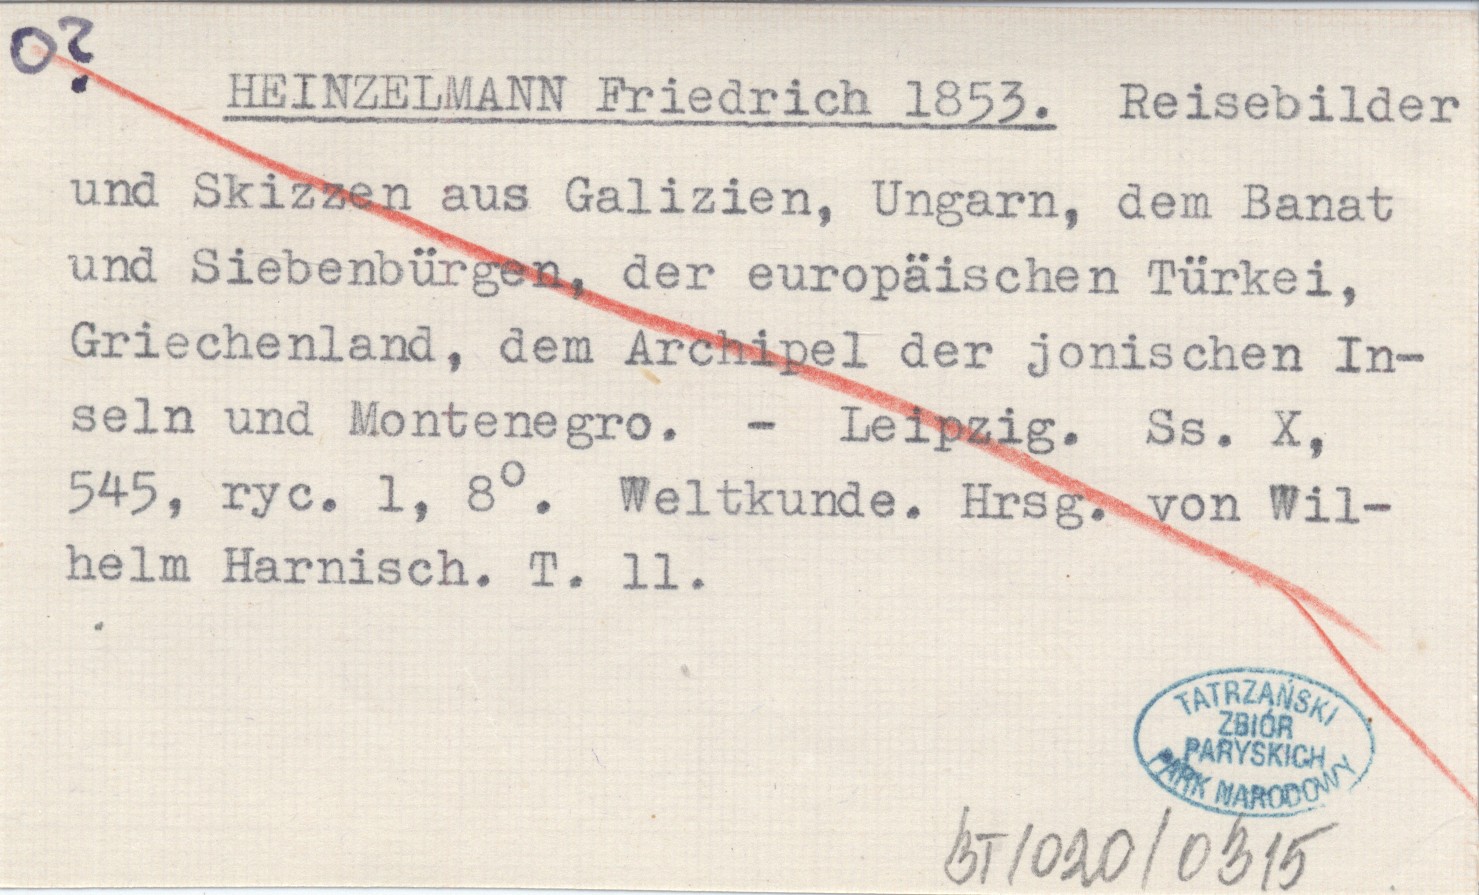 O?
HEINZELMANN Friedrich 1853. Reisebilder
und Skizzen aus Galizien, Ungarn, dem Banat
und Siebenbürgen, der europäischen Türkei,
Griechenland, dem Archipel der jonischen In-
seln und Montenegro. - Leipzig. Ss. X,
545, ryc. 1, 8°. Weltkunde. Hrsg. von Wil-
helm Harnisch. T. 11.
TATRZAŃSKI
ZBIÓR
PARYSKICH
PARK NARODOWY
BT/020/0315